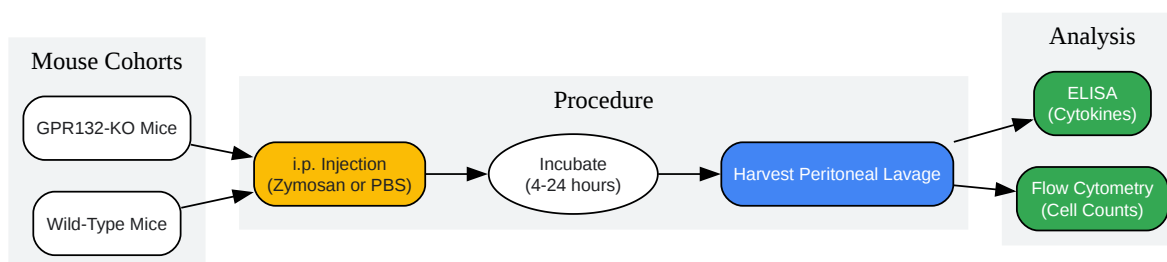 Mouse Cohorts
GPR132-KO Mice
Wild-Type Mice
Procedure
i.p. Injection
(Zymosan or PBS)
Incubate
(4-24 hours)
Harvest Peritoneal Lavage
Analysis
ELISA
(Cytokines)
Flow Cytometry
(Cell Counts)